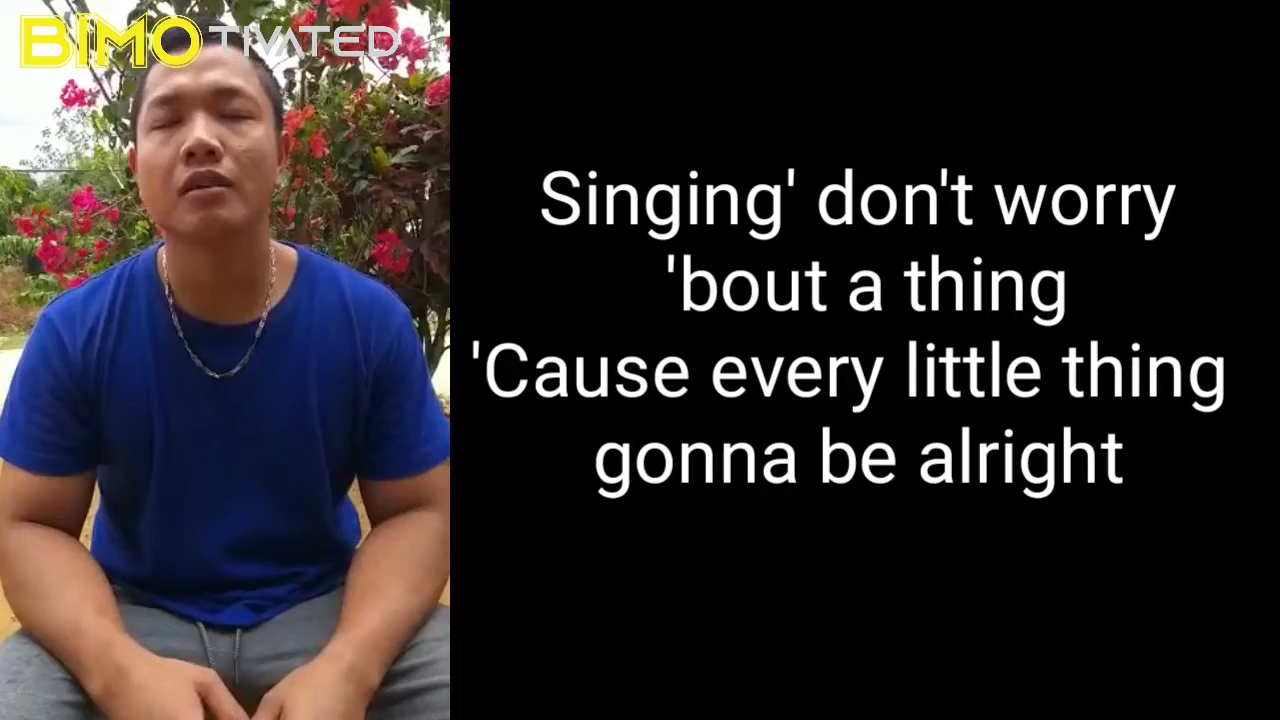 BIMOTIVATED
Singing' don't worry
'bout a thing
'Cause every little thing
gonna be alright